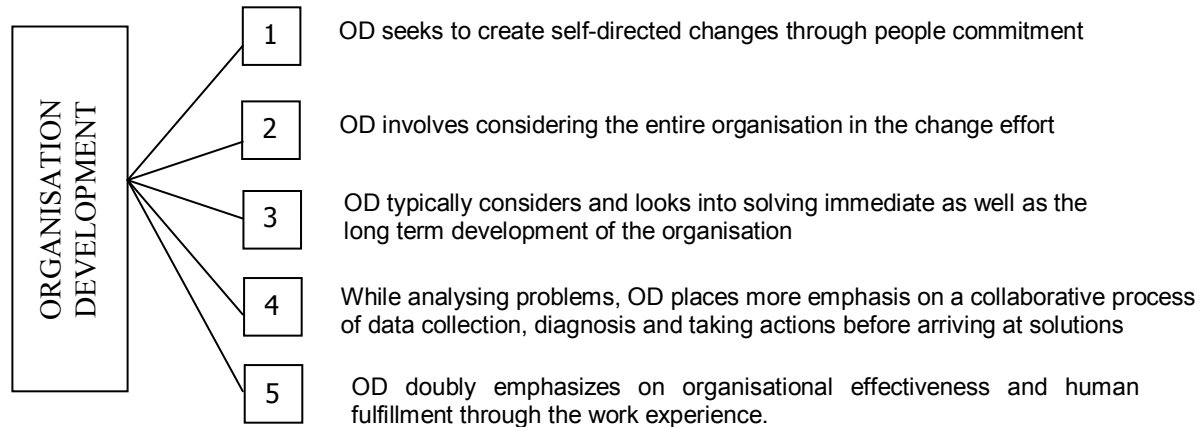 ORGANISATION
DEVELOPMENT
1
OD seeks to create self-directed changes through people commitment
2
OD involves considering the entire organisation in the change effort
3
OD typically considers and looks into solving immediate as well as the
long term development of the organisation
4
While analysing problems, OD places more emphasis on a collaborative process
of data collection, diagnosis and taking actions before arriving at solutions
5
OD doubly emphasizes on organisational effectiveness and human
fulfillment through the work experience.